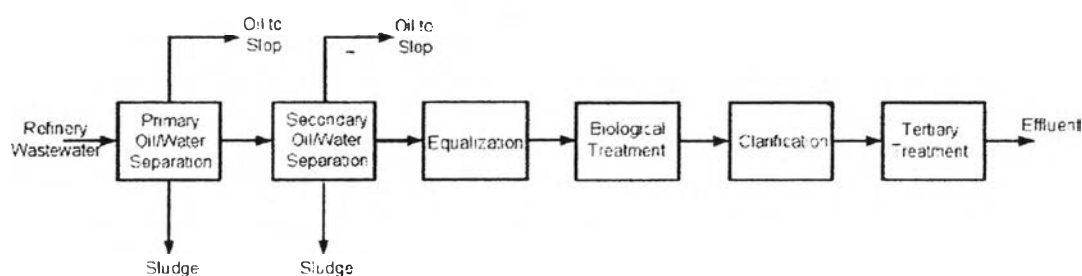 Oil to
Slop
Oil to
Slop
Refinery
Wastewater
Primary
Oil/Water
Separation
Secondary
Oil/Water
Separation
Equalization
Biological
Treatment
Clarification
Tertiary
Treatment
Effluent
Sludge
Sludge